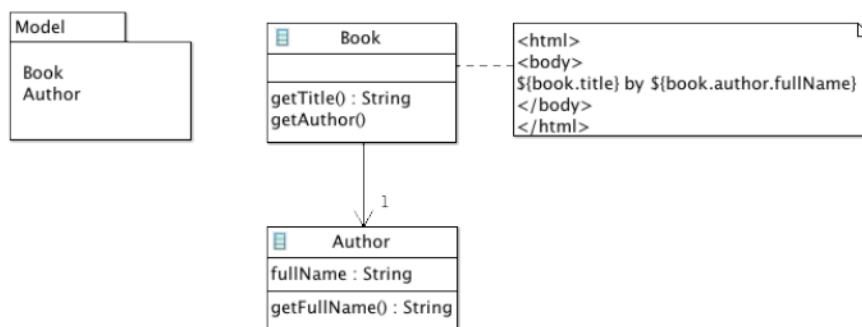 Model
Book
Author
Book
getTitle() : String
getAuthor()
<html>
<body>
${book.title} by ${book.author.fullName}
</body>
</html>
1
Author
fullName : String
getFullName() : String